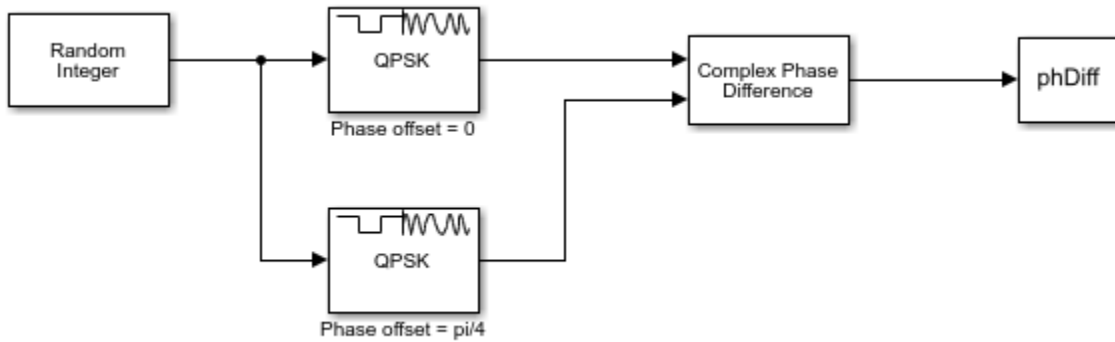 Random
Integer
QPSK
Phase offset = 0
Complex Phase
Difference
phDiff
QPSK
Phase offset = pi/4